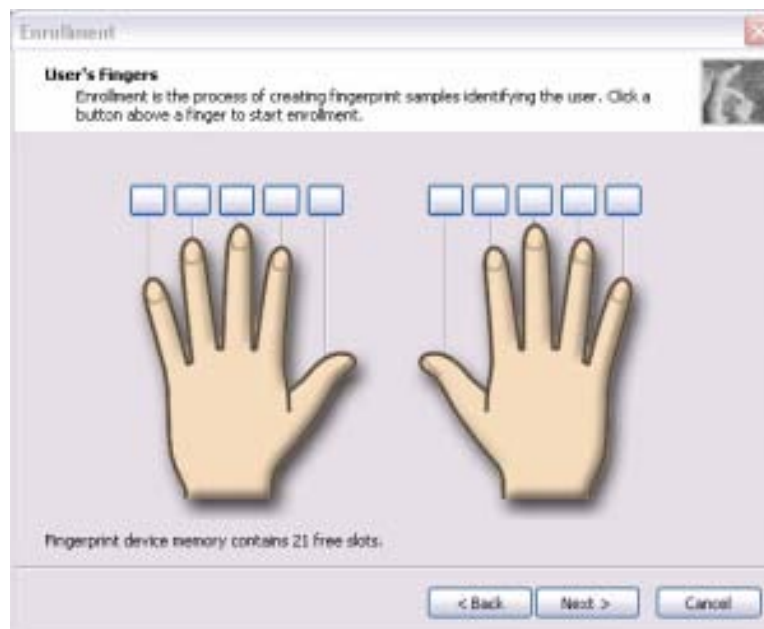 Enrollment
User's Fingers
Enrollment is the process of creating fingerprint samples identifying the user. Click a
button above a finger to start enrollment.
Fingerprint device memory contains 21 free slots.
< Back
Next >
Cancel